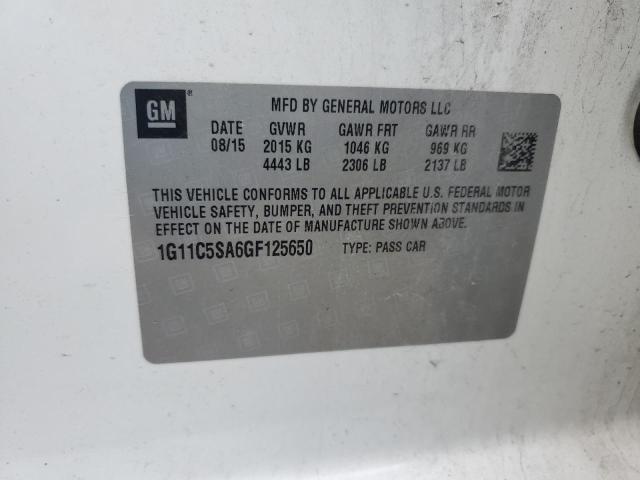 GM ®
MFD BY GENERAL MOTORS LLC
DATE GVWR GAWR FRT GAWR RR
08/15 2015 KG 1046 KG 969 KG
4443 LB 2306 LB 2137 LB
THIS VEHICLE CONFORMS TO ALL APPLICABLE U.S. FEDERAL MOTOR
VEHICLE SAFETY, BUMPER, AND THEFT PREVENTION STANDARDS IN
EFFECT ON THE DATE OF MANUFACTURE SHOWN ABOVE.
1G11C5SA6GF125650 TYPE: PASS CAR